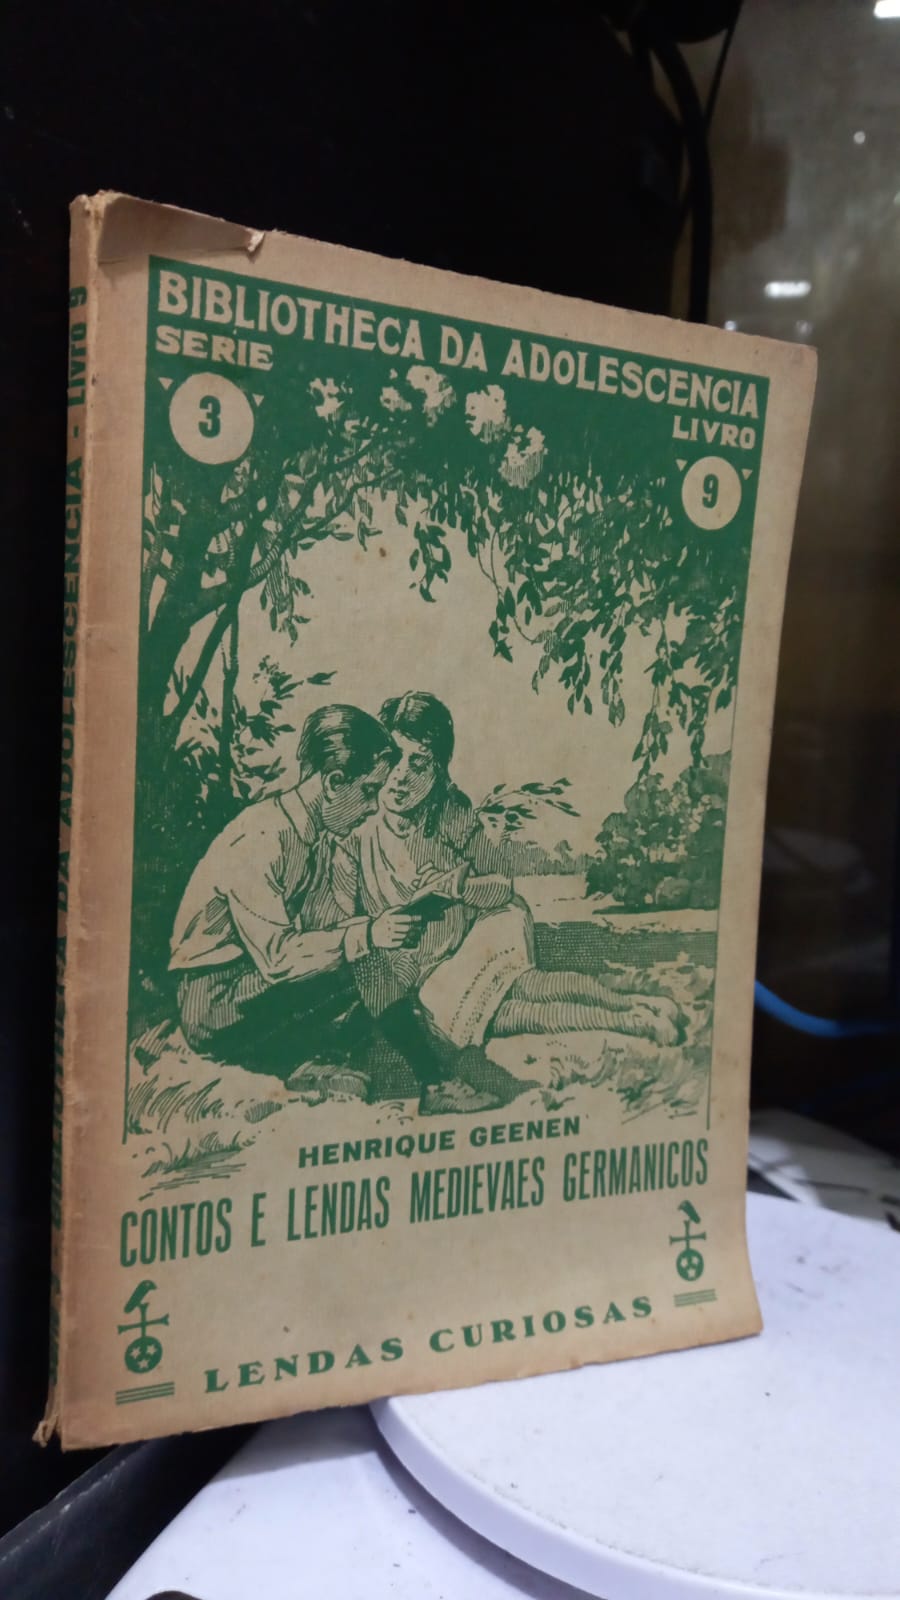 BIBLIOTHECA DA ADOLESCENCIA
SERIE
3
LIVRO
9
HENRIQUE GEENEN
CONTOS E LENDAS MEDIEVAES GERMANICOS
LENDAS CURIOSAS
BIBLIOTHECA DA ADOLESCENCIA - LIVRO 9